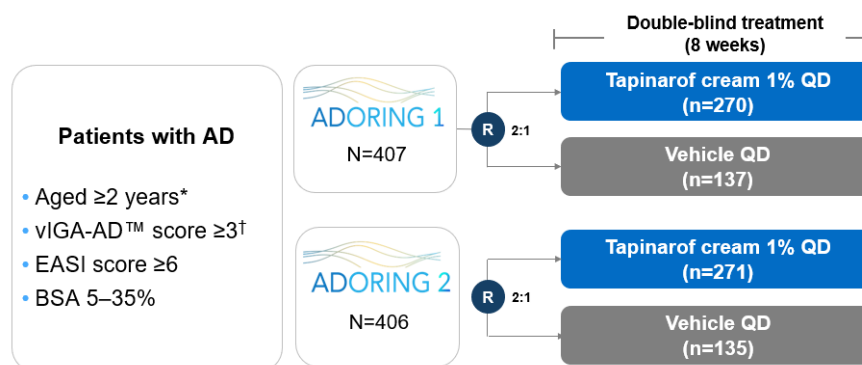 Double-blind treatment
(8 weeks)
Patients with AD
• Aged ≥2 years*
• vIGA-AD™ score ≥3†
• EASI score ≥6
• BSA 5–35%
ADORING 1
N=407
R 2:1
Tapinarof cream 1% QD
(n=270)
Vehicle QD
(n=137)
ADORING 2
N=406
R 2:1
Tapinarof cream 1% QD
(n=271)
Vehicle QD
(n=135)